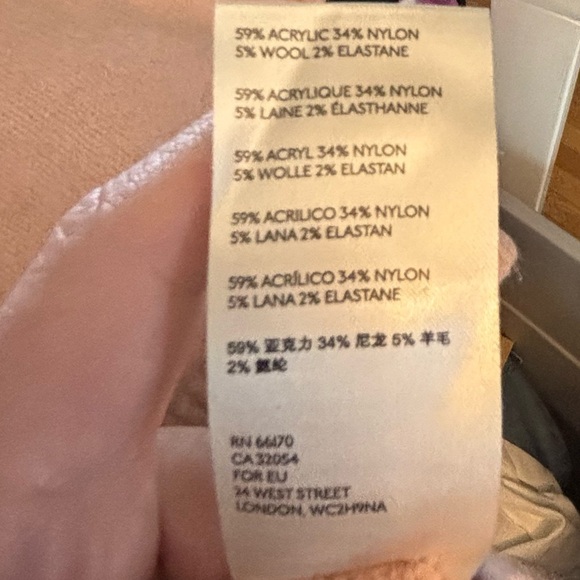 59% ACRYLIC 34% NYLON
5% WOOL 2% ELASTANE
59% ACRYLIQUE 34% NYLON
5% LAINE 2% ÉLASTHANNE
59% ACRYL 34% NYLON
5% WOLLE 2% ELASTAN
59% ACRILICO 34% NYLON
5% LANA 2% ELASTAN
59% ACRÍLICO 34% NYLON
5% LANA 2% ELASTANE
59% 亚克力 34% 尼龙 5% 羊毛
2% 氨纶
RN 66170
CA 32054
FOR EU
24 WEST STREET
LONDON, WC2H9NA